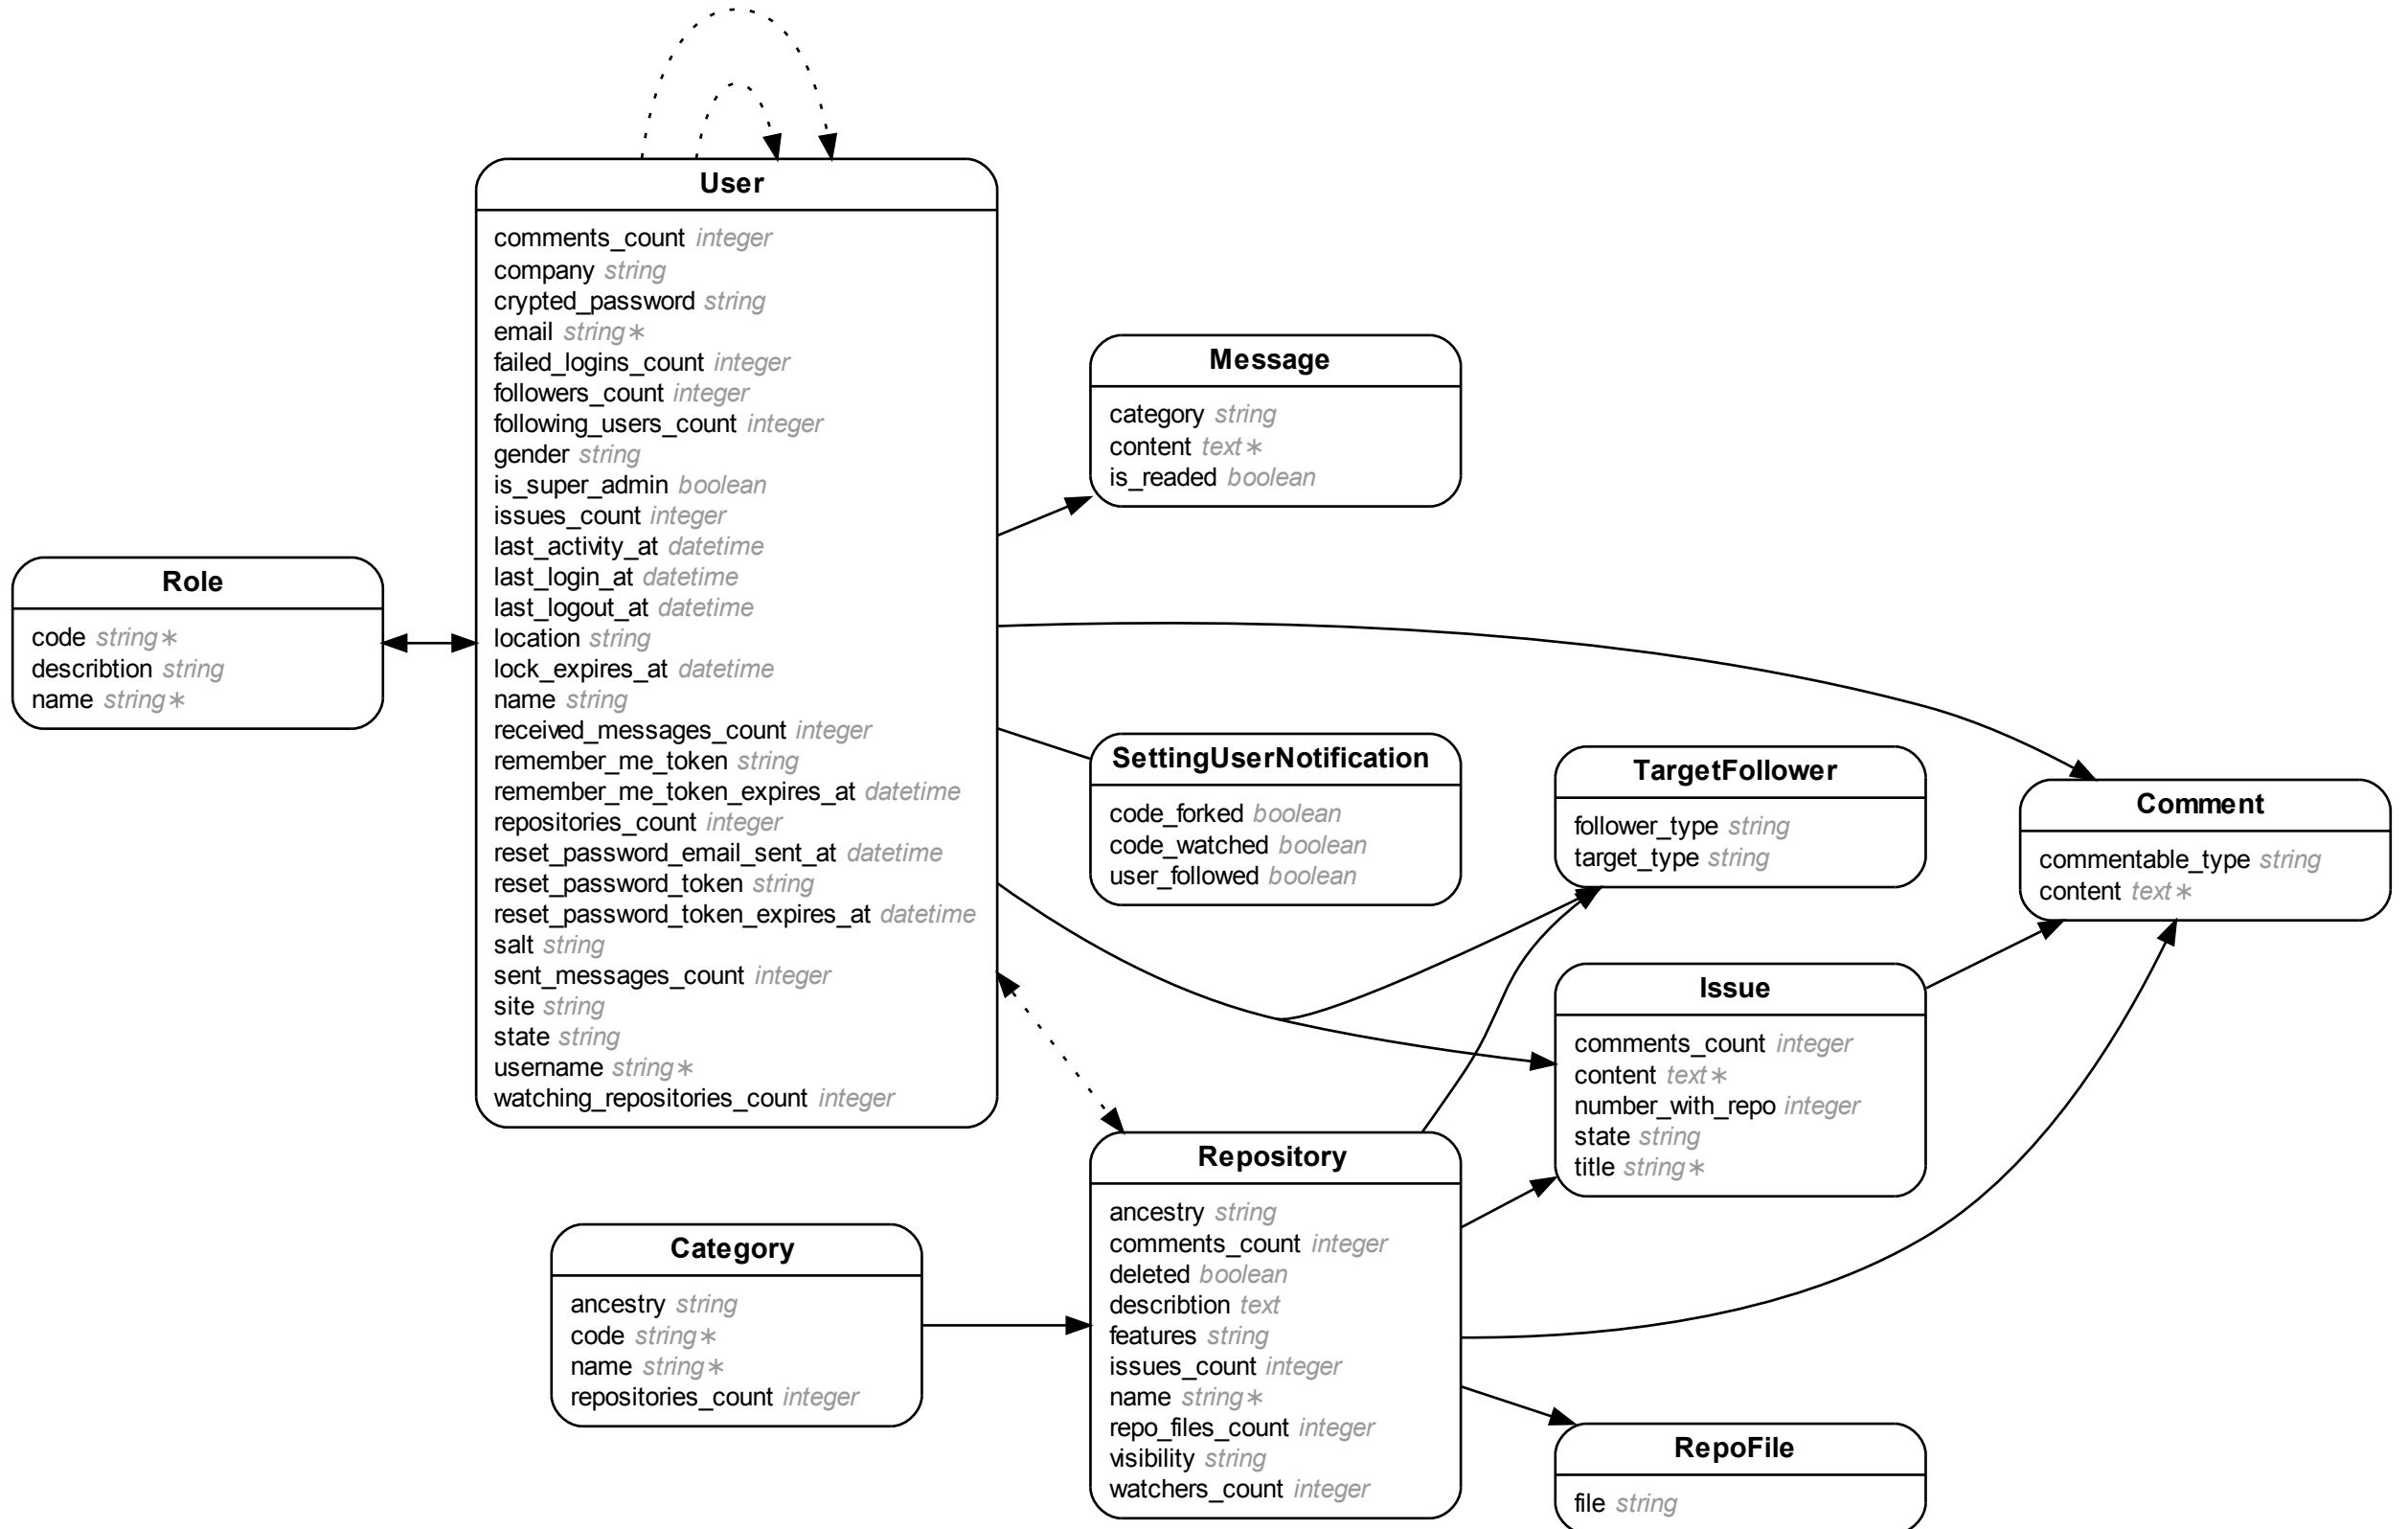 User
comments_count integer
company string
crypted_password string
email string∗
failed_logins_count integer
followers_count integer
following_users_count integer
gender string
is_super_admin boolean
issues_count integer
last_activity_at datetime
last_login_at datetime
last_logout_at datetime
location string
lock_expires_at datetime
name string
received_messages_count integer
remember_me_token string
remember_me_token_expires_at datetime
repositories_count integer
reset_password_email_sent_at datetime
reset_password_token string
reset_password_token_expires_at datetime
salt string
sent_messages_count integer
site string
state string
username string∗
watching_repositories_count integer
Message
category string
content text∗
is_readed boolean
Role
code string∗
describtion string
name string∗
SettingUserNotification
code_forked boolean
code_watched boolean
user_followed boolean
TargetFollower
follower_type string
target_type string
Comment
commentable_type string
content text∗
Issue
comments_count integer
content text∗
number_with_repo integer
state string
title string∗
Repository
ancestry string
comments_count integer
deleted boolean
describtion text
features string
issues_count integer
name string∗
repo_files_count integer
visibility string
watchers_count integer
Category
ancestry string
code string∗
name string∗
repositories_count integer
RepoFile
file string